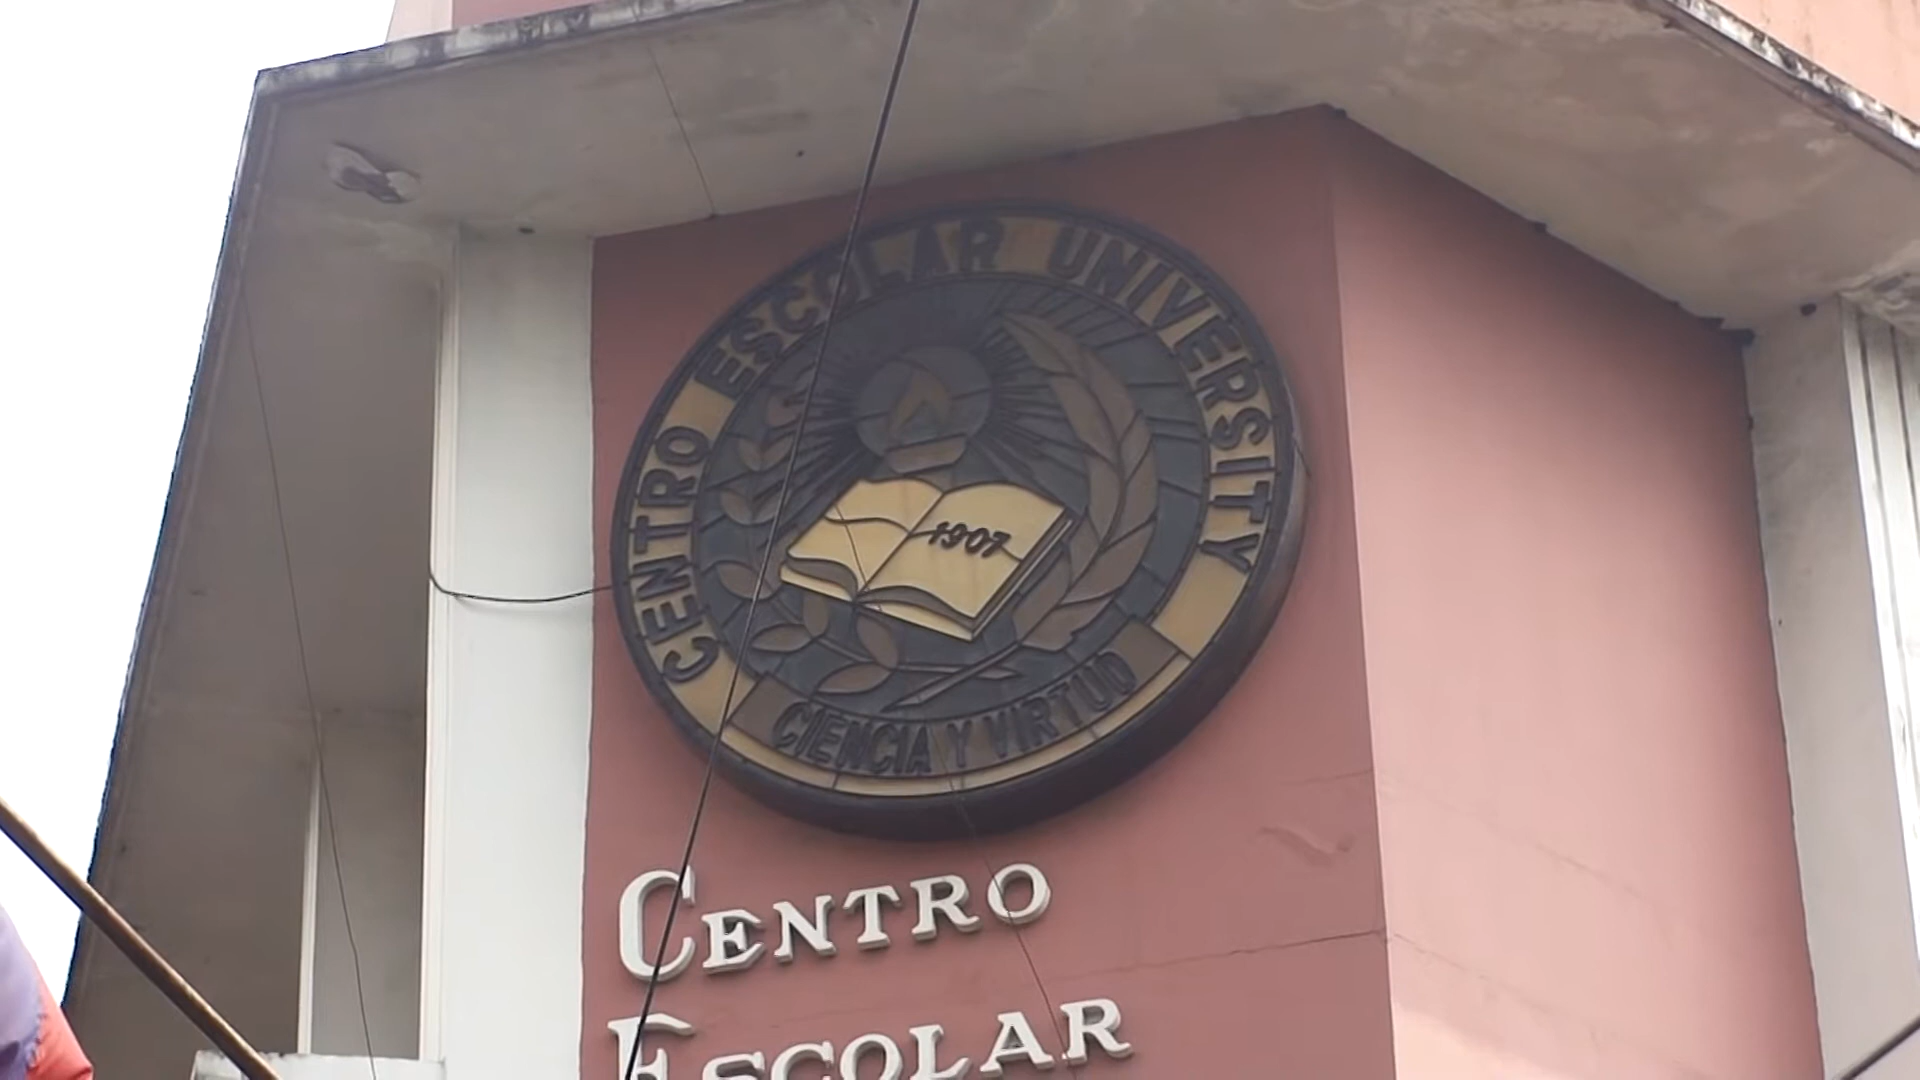 CENTRO ESCOLAR UNIVERSITY
1907
CIENCIA Y VIRTUD
CENTRO
ESCOLAR